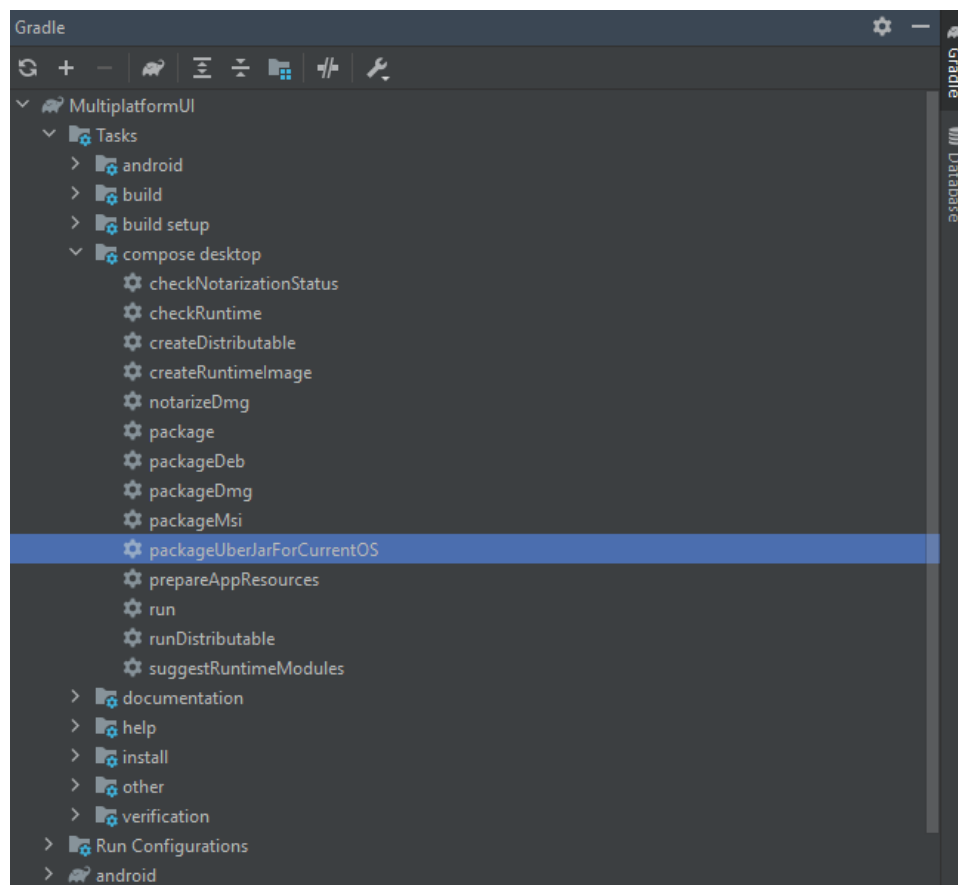 Gradle
MultiplatformUI
Tasks
android
build
build setup
compose desktop
checkNotarizationStatus
checkRuntime
createDistributable
createRuntimeImage
notarizeDmg
package
packageDeb
packageDmg
packageMsi
packageUberJarForCurrentOS
prepareAppResources
run
runDistributable
suggestRuntimeModules
documentation
help
install
other
verification
Run Configurations
android
Gradle
Database